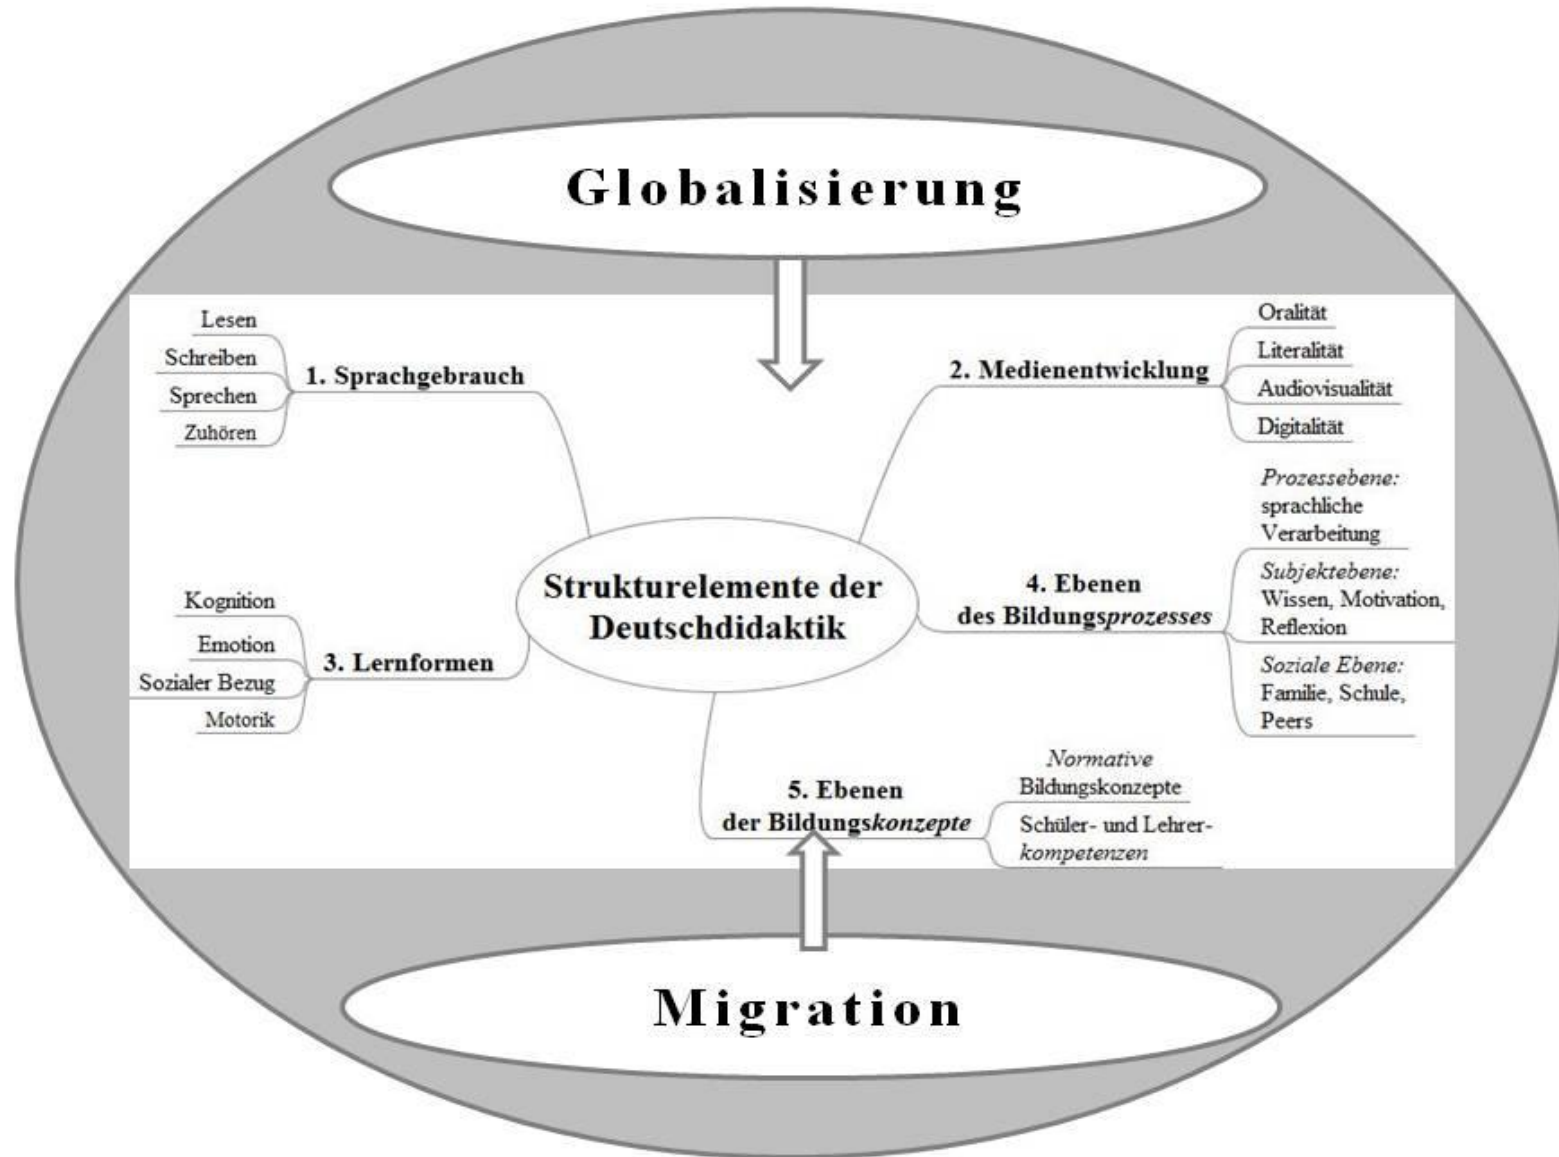 Globalisierung
Lesen
Schreiben
Sprechen
Zuhören
1. Sprachgebrauch
2. Medienentwicklung
Oralität
Literalität
Audiovisualität
Digitalität
Strukturelemente der
Deutschdidaktik
Kognition
Emotion
Sozialer Bezug
Motorik
3. Lernformen
4. Ebenen
des Bildungsprozesses
Prozessebene:
sprachliche
Verarbeitung
Subjektebene:
Wissen, Motivation,
Reflexion
Soziale Ebene:
Familie, Schule,
Peers
5. Ebenen
der Bildungskonzepte
Normative
Bildungskonzepte
Schüler- und Lehrer-
kompetenzen
Migration